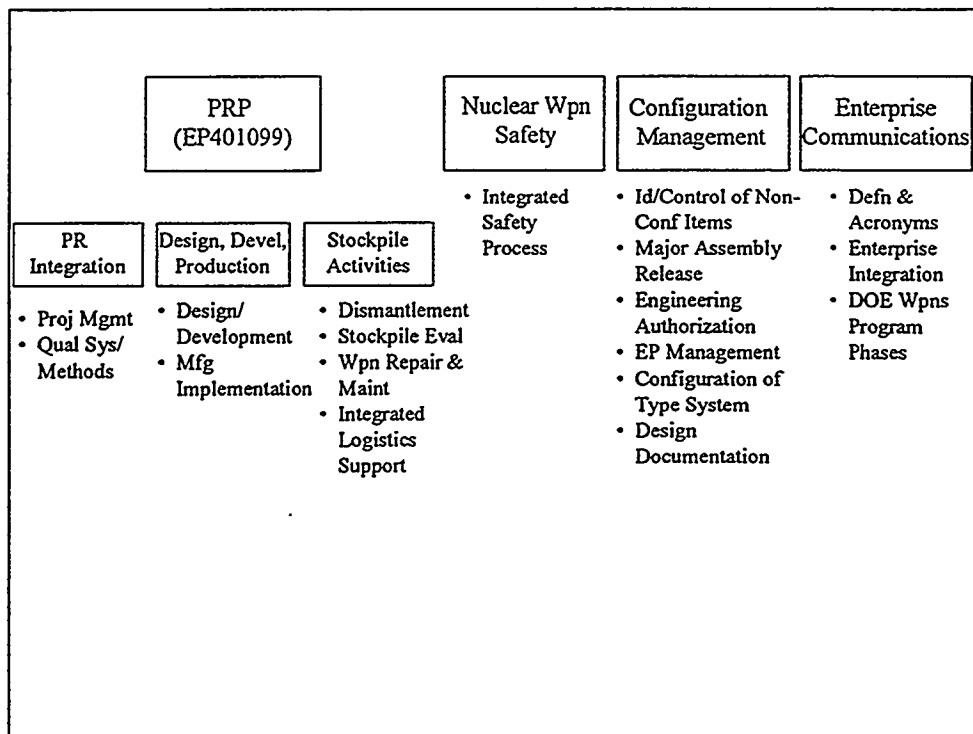 PRP
(EP401099)
Nuclear Wpn
Safety
Configuration
Management
Enterprise
Communications
PR
Integration
• Proj Mgmt
• Qual Sys/
Methods
Design, Devel,
Production
• Design/
Development
• Mfg
Implementation
Stockpile
Activities
• Dismantlement
• Stockpile Eval
• Wpn Repair &
Maint
• Integrated
Logistics
Support
• Integrated
Safety
Process
• Id/Control of Non-
Conf Items
• Major Assembly
Release
• Engineering
Authorization
• EP Management
• Configuration of
Type System
• Design
Documentation
• Defn &
Acronyms
• Enterprise
Integration
• DOE Wpns
Program
Phases